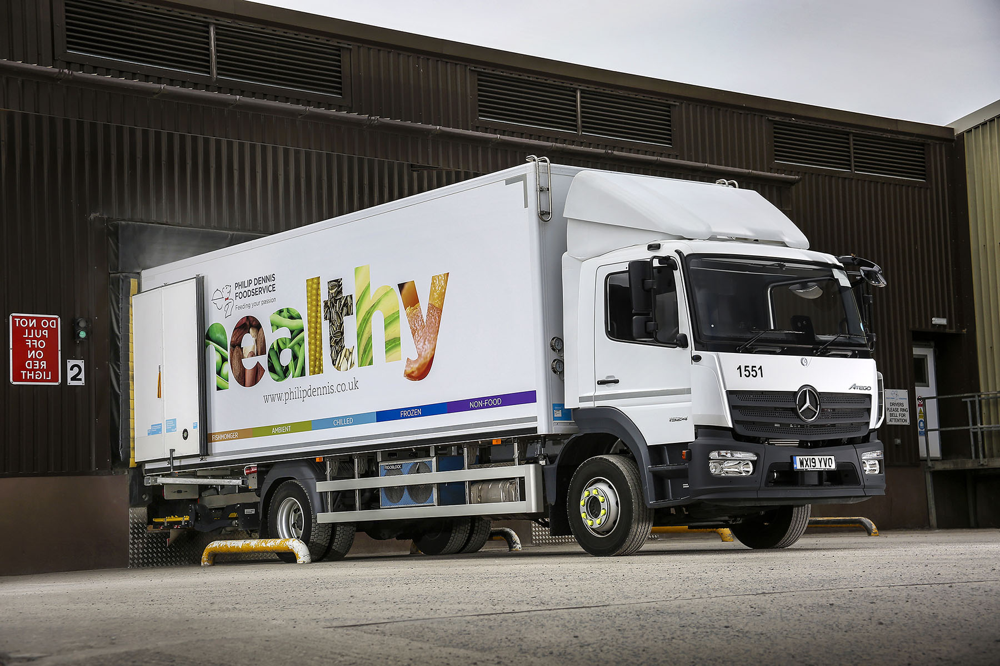 PHILIP DENNIS
FOODSERVICE
Feeding your passion
healthy
www.philipdennis.co.uk
FISHMONGER
AMBIENT
CHILLED
FROZEN
NON-FOOD
DO NOT
PULL
OFF
ON
RED
LIGHT
2
1551
ATEGO
1524
WX19 YVO
FRIGOBLOCK
DRIVERS
PLEASE RING
BELL FOR
ATTENTION